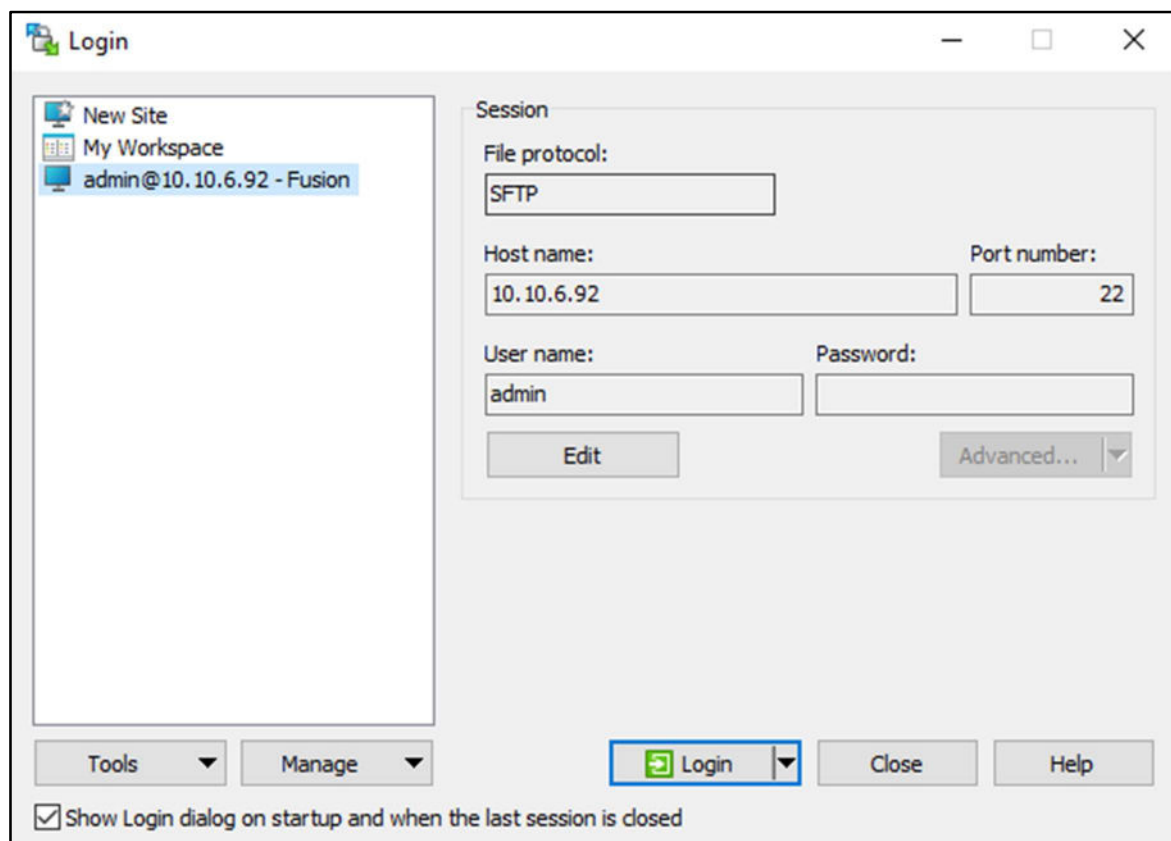 Login
New Site
My Workspace
admin@10.10.6.92 - Fusion
Session
File protocol:
SFTP
Host name: Port number:
10.10.6.92 22
User name: Password:
admin
Edit Advanced...
Tools Manage Login Close Help
Show Login dialog on startup and when the last session is closed